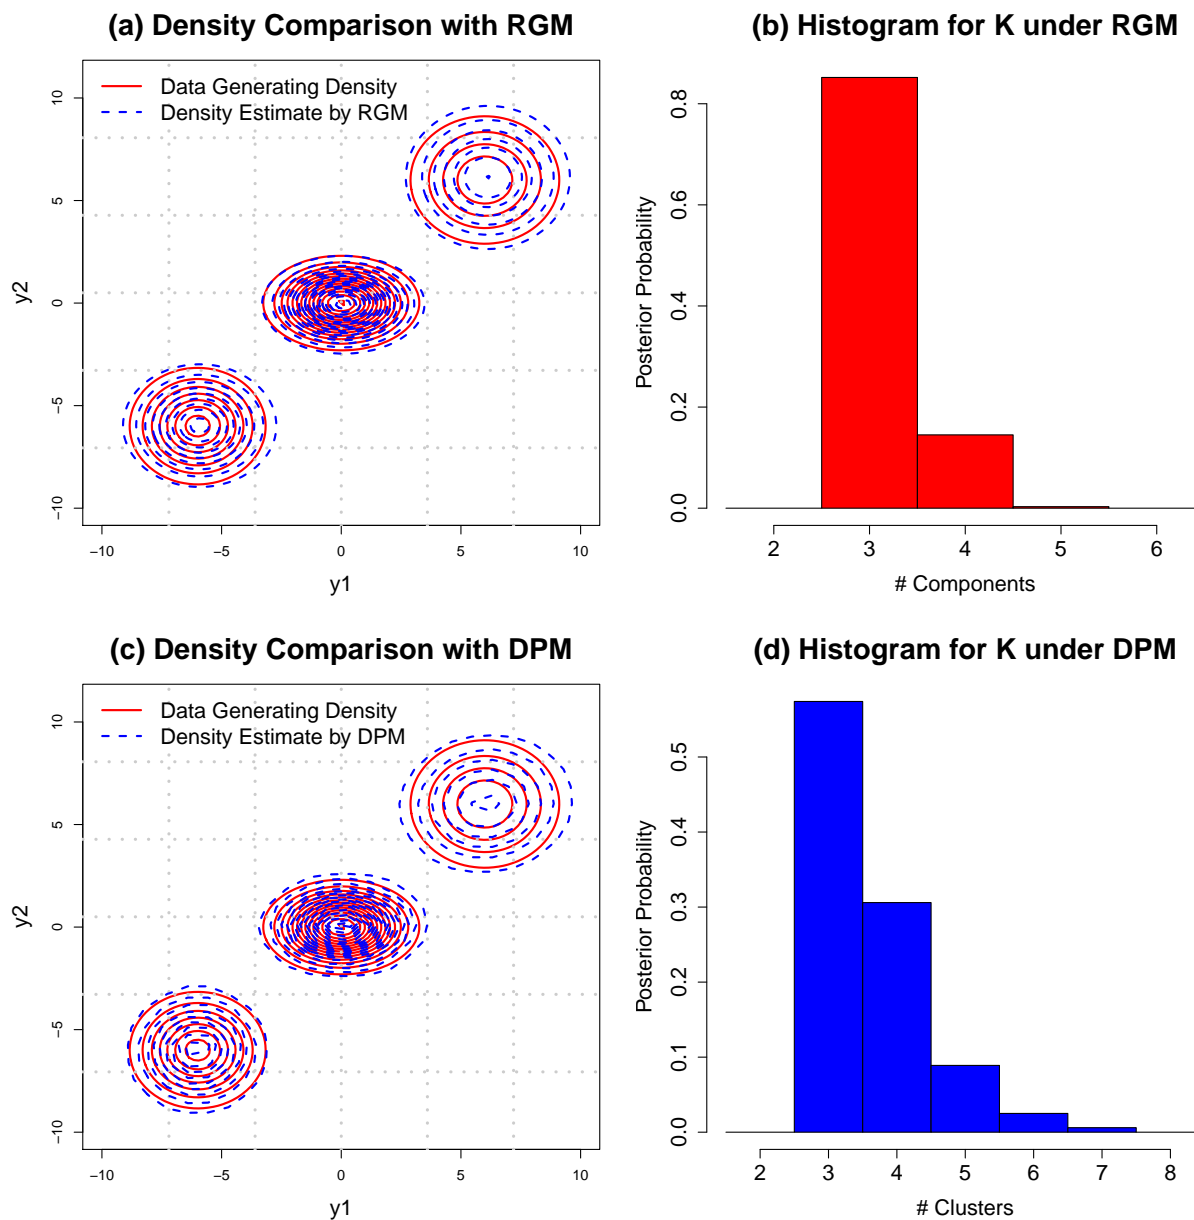 (a) Density Comparison with RGM
Data Generating Density
Density Estimate by RGM
10
5
0
−5
−10
y2
−10 −5 0 5 10
y1
(b) Histogram for K under RGM
0.8
0.6
0.4
0.2
0.0
Posterior Probability
2 3 4 5 6
# Components
(c) Density Comparison with DPM
Data Generating Density
Density Estimate by DPM
10
5
0
−5
−10
y2
−10 −5 0 5 10
y1
(d) Histogram for K under DPM
0.5
0.4
0.3
0.2
0.1
0.0
Posterior Probability
2 3 4 5 6 7 8
# Clusters